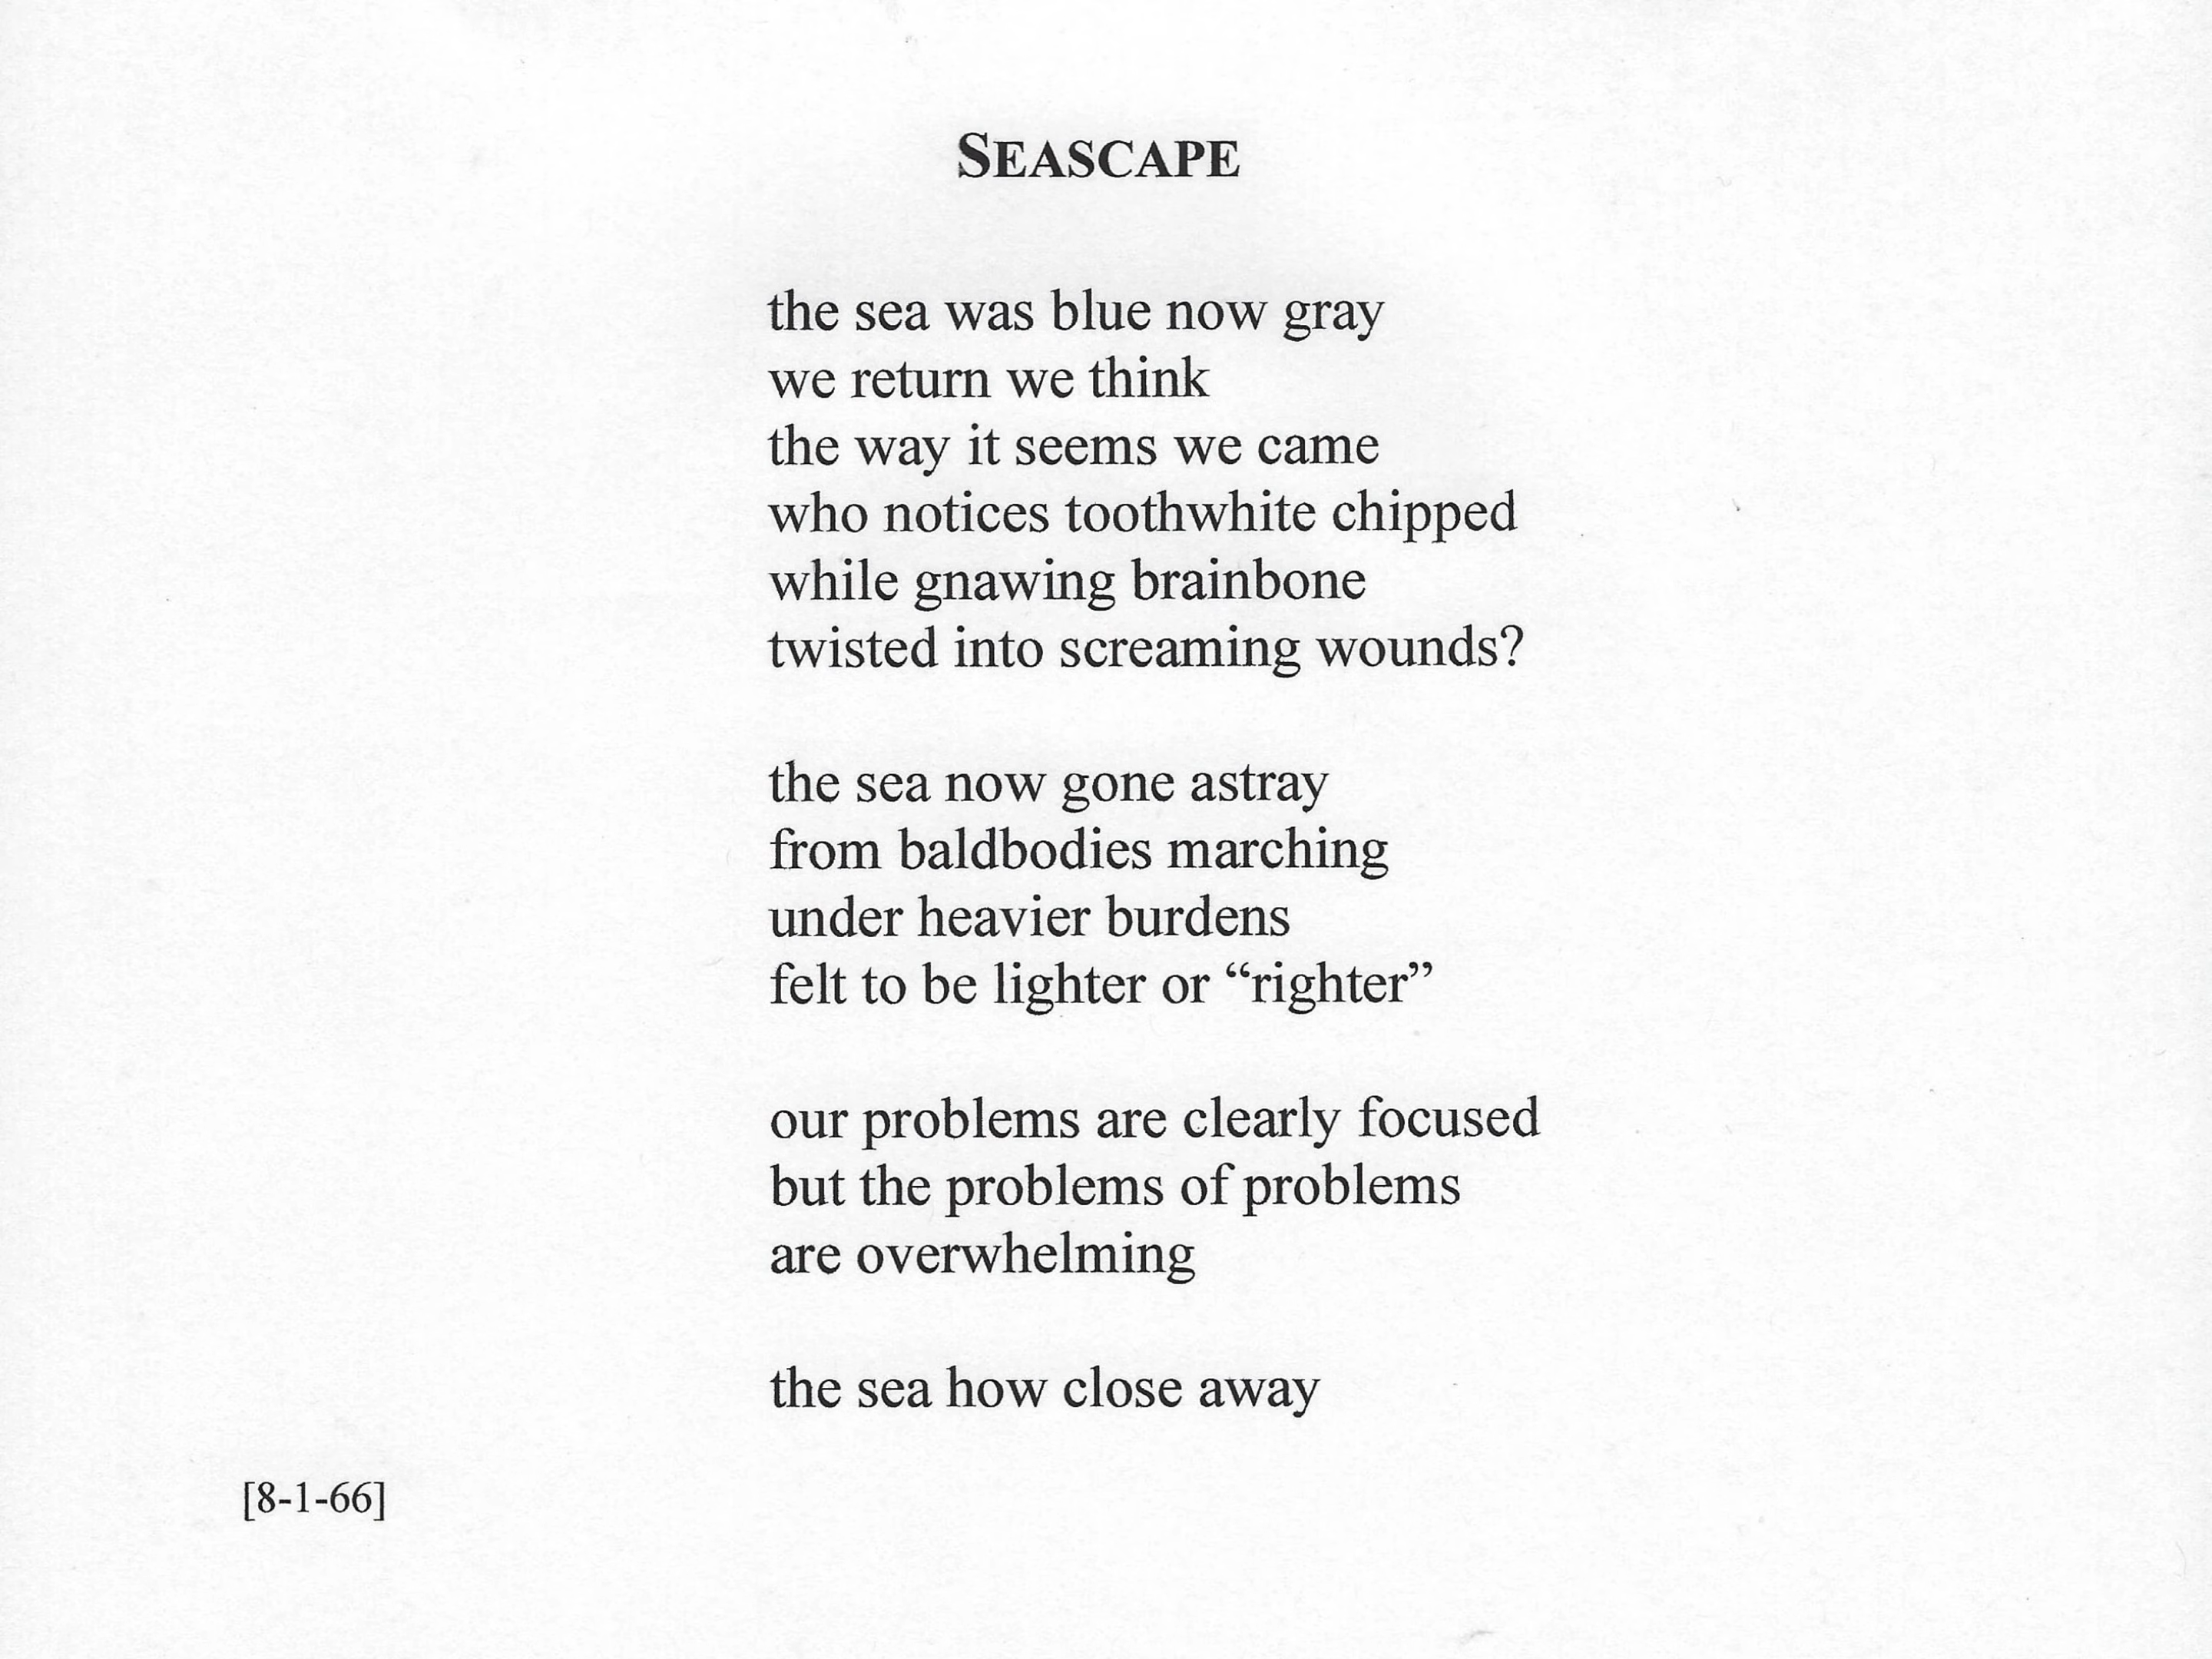 SEASCAPE
the sea was blue now gray
we return we think
the way it seems we came
who notices toothwhite chipped
while gnawing brainbone
twisted into screaming wounds?
the sea now gone astray
from baldbodies marching
under heavier burdens
felt to be lighter or “righter”
our problems are clearly focused
but the problems of problems
are overwhelming
the sea how close away
[8-1-66]